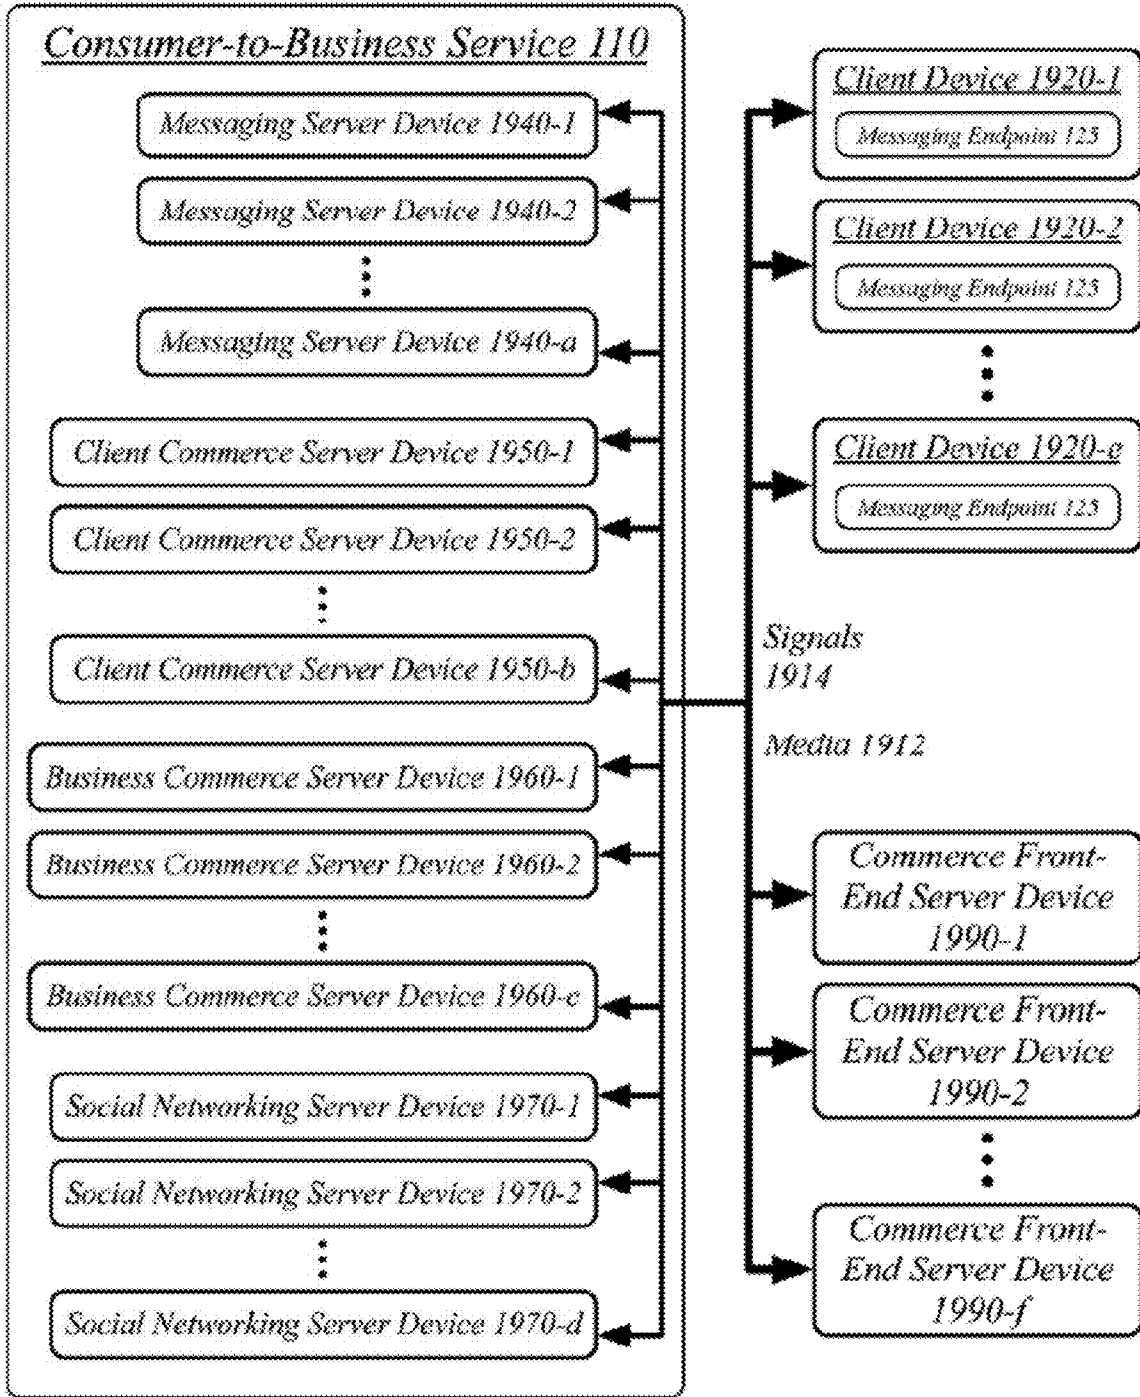 Consumer-to-Business Service 110
Messaging Server Device 1940-1
Messaging Server Device 1940-2
Messaging Server Device 1940-a
Client Commerce Server Device 1950-1
Client Commerce Server Device 1950-2
Client Commerce Server Device 1950-b
Business Commerce Server Device 1960-1
Business Commerce Server Device 1960-2
Business Commerce Server Device 1960-c
Social Networking Server Device 1970-1
Social Networking Server Device 1970-2
Social Networking Server Device 1970-d
Client Device 1920-1
Messaging Endpoint 125
Client Device 1920-2
Messaging Endpoint 125
Client Device 1920-e
Messaging Endpoint 125
Signals
1914
Media 1912
Commerce Front-
End Server Device
1990-1
Commerce Front-
End Server Device
1990-2
Commerce Front-
End Server Device
1990-f